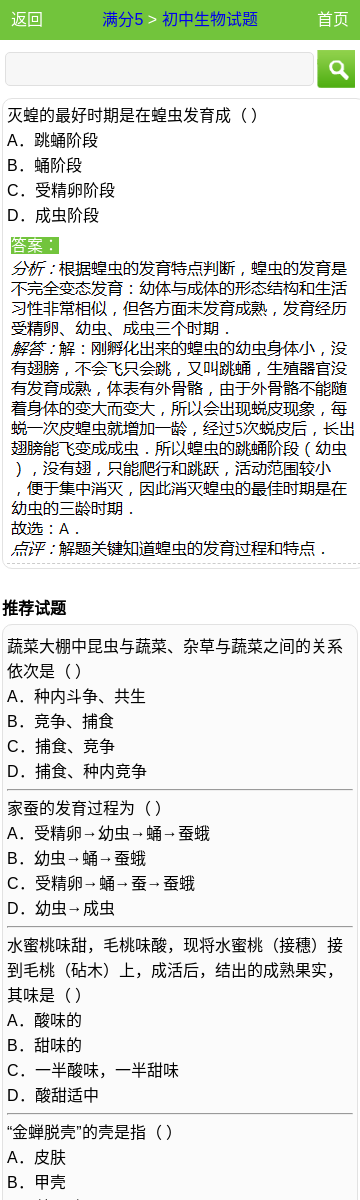 返回 满分5 > 初中生物试题 首页
灭蝗的最好时期是在蝗虫发育成（ ）
A．跳蛹阶段
B．蛹阶段
C．受精卵阶段
D．成虫阶段
答案：
分析：根据蝗虫的发育特点判断，蝗虫的发育是
不完全变态发育：幼体与成体的形态结构和生活
习性非常相似，但各方面未发育成熟，发育经历
受精卵、幼虫、成虫三个时期．
解答：解：刚孵化出来的蝗虫的幼虫身体小，没
有翅膀，不会飞只会跳，又叫跳蛹，生殖器官没
有发育成熟，体表有外骨骼，由于外骨骼不能随
着身体的变大而变大，所以会出现蜕皮现象，每
蜕一次皮蝗虫就增加一龄，经过5次蜕皮后，长出
翅膀能飞变成成虫．所以蝗虫的跳蛹阶段（幼虫
），没有翅，只能爬行和跳跃，活动范围较小
，便于集中消灭，因此消灭蝗虫的最佳时期是在
幼虫的三龄时期．
故选：A．
点评：解题关键知道蝗虫的发育过程和特点．
推荐试题
蔬菜大棚中昆虫与蔬菜、杂草与蔬菜之间的关系
依次是（ ）
A．种内斗争、共生
B．竞争、捕食
C．捕食、竞争
D．捕食、种内竞争
家蚕的发育过程为（ ）
A．受精卵→幼虫→蛹→蚕蛾
B．幼虫→蛹→蚕蛾
C．受精卵→蛹→蚕→蚕蛾
D．幼虫→成虫
水蜜桃味甜，毛桃味酸，现将水蜜桃（接穗）接
到毛桃（砧木）上，成活后，结出的成熟果实，
其味是（ ）
A．酸味的
B．甜味的
C．一半酸味，一半甜味
D．酸甜适中
“金蝉脱壳”的壳是指（ ）
A．皮肤
B．甲壳